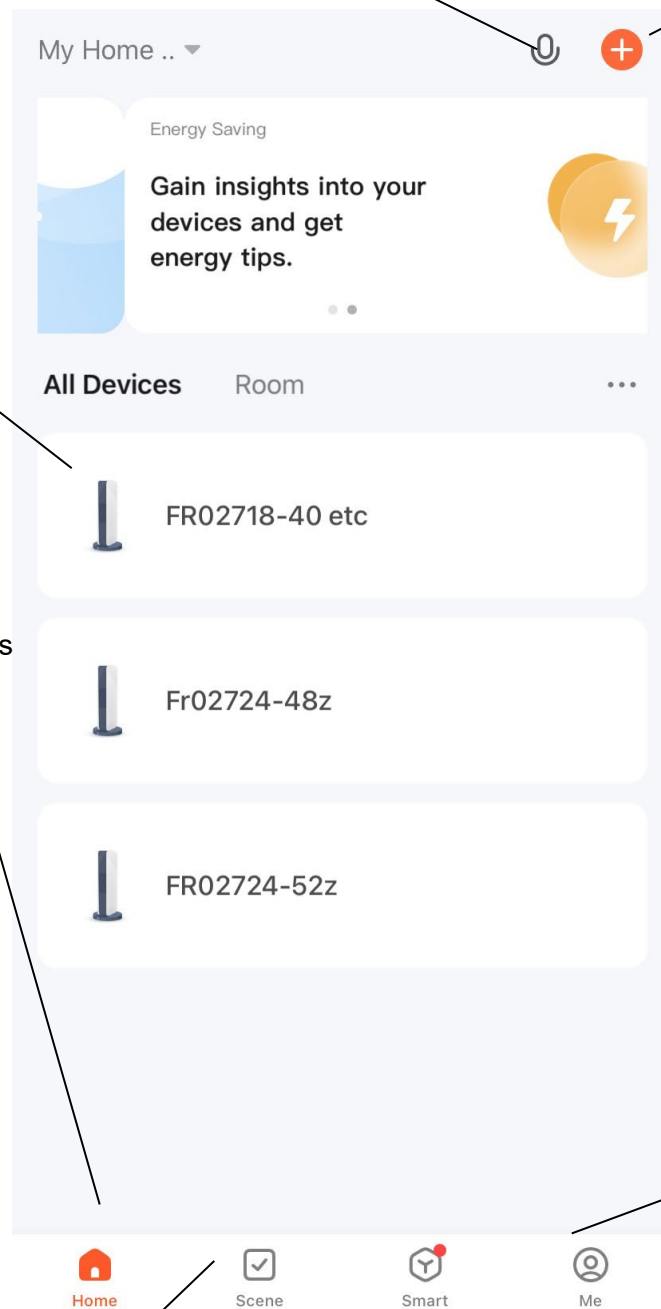 My Home ..
Energy Saving
Gain insights into your
devices and get
energy tips.
All Devices Room
FR02718-40 etc
s
Fr02724-48z
FR02724-52z
Home Scene Smart Me